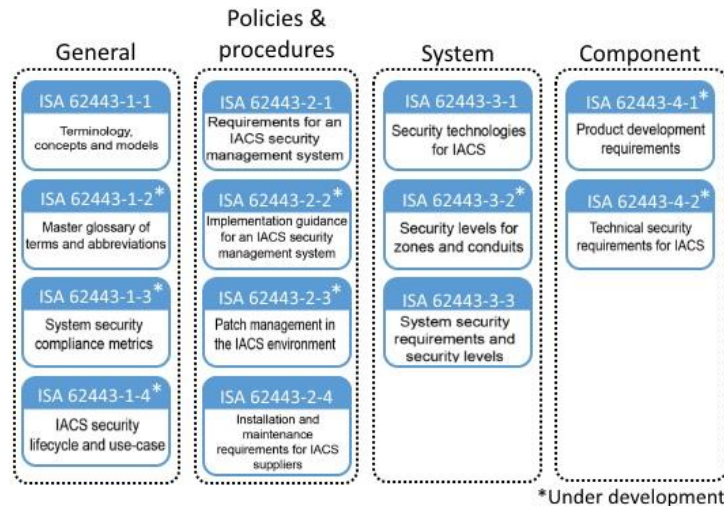 General
ISA 62443-1-1
Terminology,
concepts and models
ISA 62443-1-2*
Master glossary of
terms and abbreviations
ISA 62443-1-3*
System security
compliance metrics
ISA 62443-1-4*
IACS security
lifecycle and use-case
Policies &
procedures
ISA 62443-2-1
Requirements for an
IACS security
management system
ISA 62443-2-2*
Implementation guidance
for an IACS security
management system
ISA 62443-2-3*
Patch management in
the IACS environment
ISA 62443-2-4
Installation and
maintenance
requirements for IACS
suppliers
System
ISA 62443-3-1
Security technologies
for IACS
ISA 62443-3-2*
Security levels for
zones and conduits
ISA 62443-3-3
System security
requirements and
security levels
Component
ISA 62443-4-1*
Product development
requirements
ISA 62443-4-2*
Technical security
requirements for IACS
*Under development